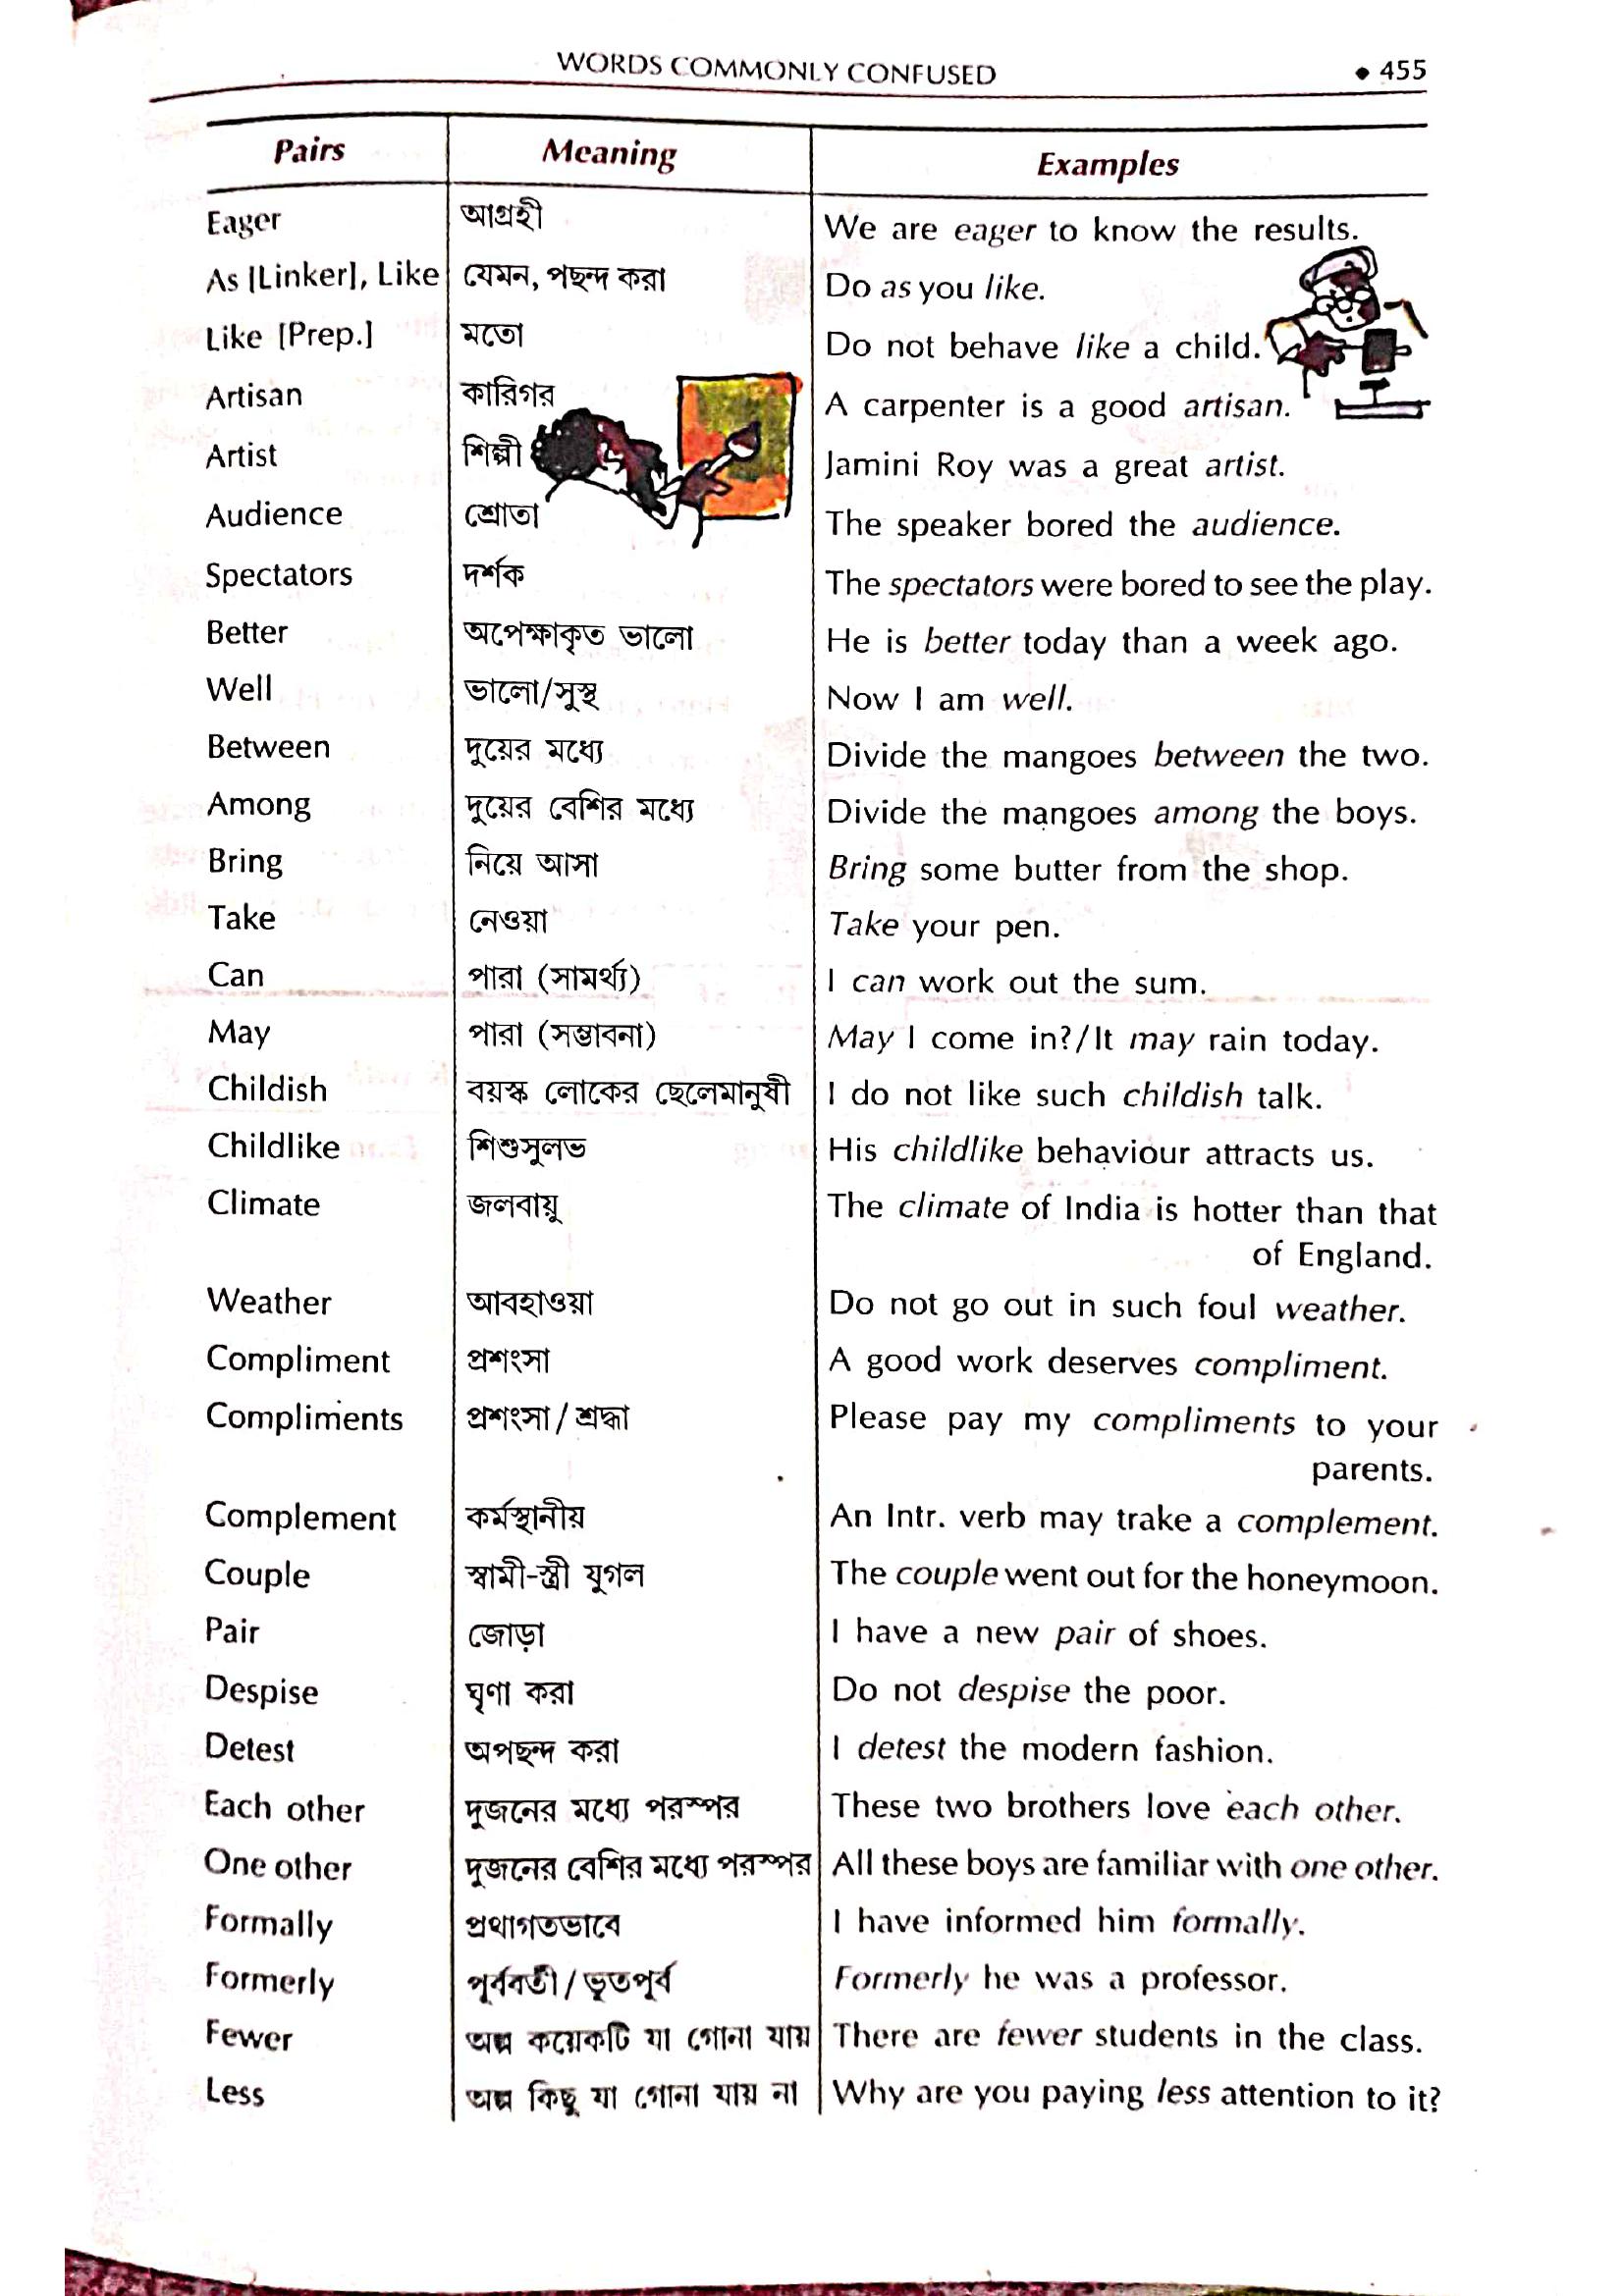 WORDS COMMONLY CONFUSED ♦ 455
Pairs Meaning Examples
Eager আগ্রহী We are eager to know the results.
As [Linker], Like যেমন, পছন্দ করা Do as you like.
Like [Prep.] মতো Do not behave like a child.
Artisan কারিগর A carpenter is a good artisan.
Artist শিল্পী Jamini Roy was a great artist.
Audience শ্রোতা The speaker bored the audience.
Spectators দর্শক The spectators were bored to see the play.
Better অপেক্ষাকৃত ভালো He is better today than a week ago.
Well ভালো/সুস্থ Now I am well.
Between দুয়ের মধ্যে Divide the mangoes between the two.
Among দুয়ের বেশির মধ্যে Divide the mangoes among the boys.
Bring নিয়ে আসা Bring some butter from the shop.
Take নেওয়া Take your pen.
Can পারা (সামর্থ্য) I can work out the sum.
May পারা (সম্ভাবনা) May I come in?/It may rain today.
Childish বয়স্ক লোকের ছেলেমানুষী I do not like such childish talk.
Childlike শিশুসুলভ His childlike behaviour attracts us.
Climate জলবায়ু The climate of India is hotter than that
of England.
Weather আবহাওয়া Do not go out in such foul weather.
Compliment প্রশংসা A good work deserves compliment.
Compliments প্রশংসা / শ্রদ্ধা Please pay my compliments to your
parents.
Complement কর্মস্থানীয় An Intr. verb may trake a complement.
Couple স্বামী-স্ত্রী যুগল The couple went out for the honeymoon.
Pair জোড়া I have a new pair of shoes.
Despise ঘৃণা করা Do not despise the poor.
Detest অপছন্দ করা I detest the modern fashion.
Each other দুজনের মধ্যে পরস্পর These two brothers love each other.
One other দুজনের বেশির মধ্যে পরস্পর All these boys are familiar with one other.
Formally প্রথাগতভাবে I have informed him formally.
Formerly পূর্ববর্তী / ভূতপূর্ব Formerly he was a professor.
Fewer অল্প কয়েকটি যা গোনা যায় There are fewer students in the class.
Less অল্প কিছু যা গোনা যায় না Why are you paying less attention to it?